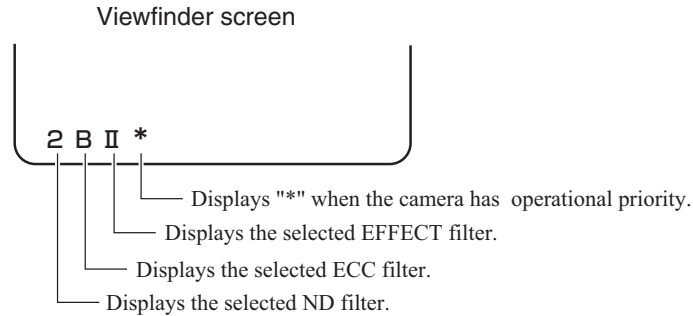 Viewfinder screen
2 B Ⅱ *
Displays "*" when the camera has operational priority.
Displays the selected EFFECT filter.
Displays the selected ECC filter.
Displays the selected ND filter.